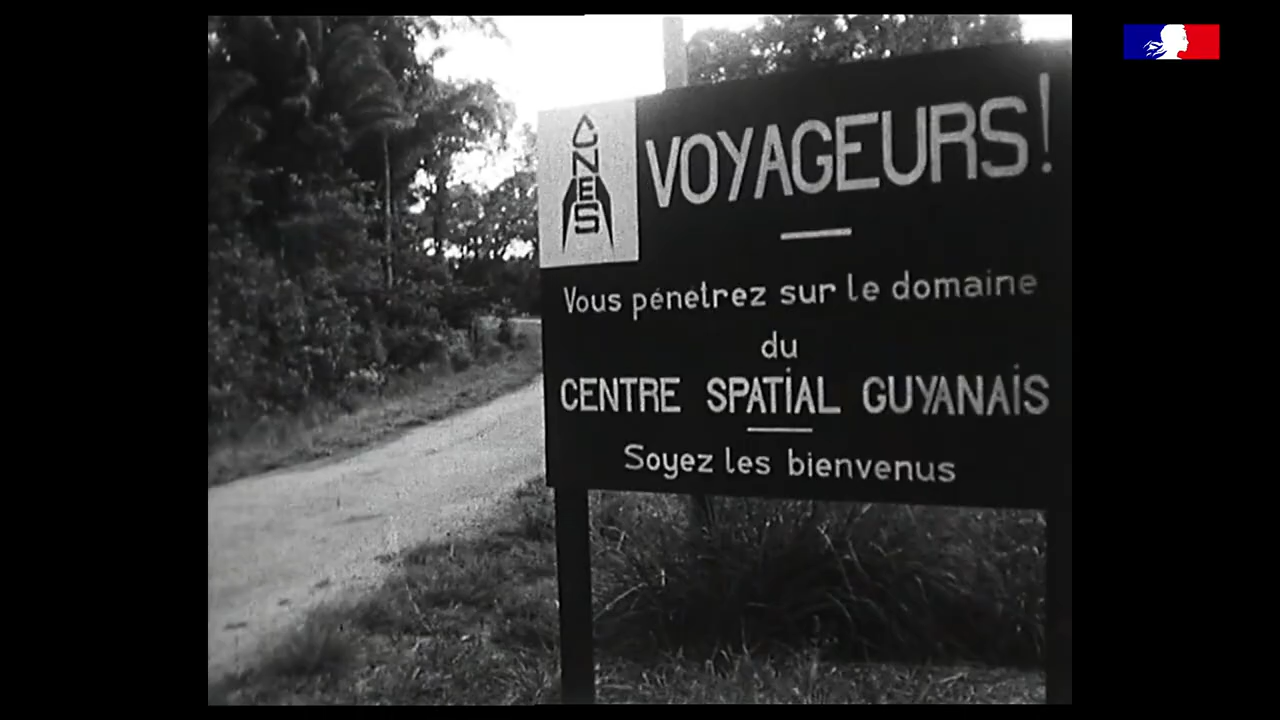 CNES
VOYAGEURS!
Vous pénétrez sur le domaine
du
CENTRE SPATIAL GUYANAIS
Soyez les bienvenus